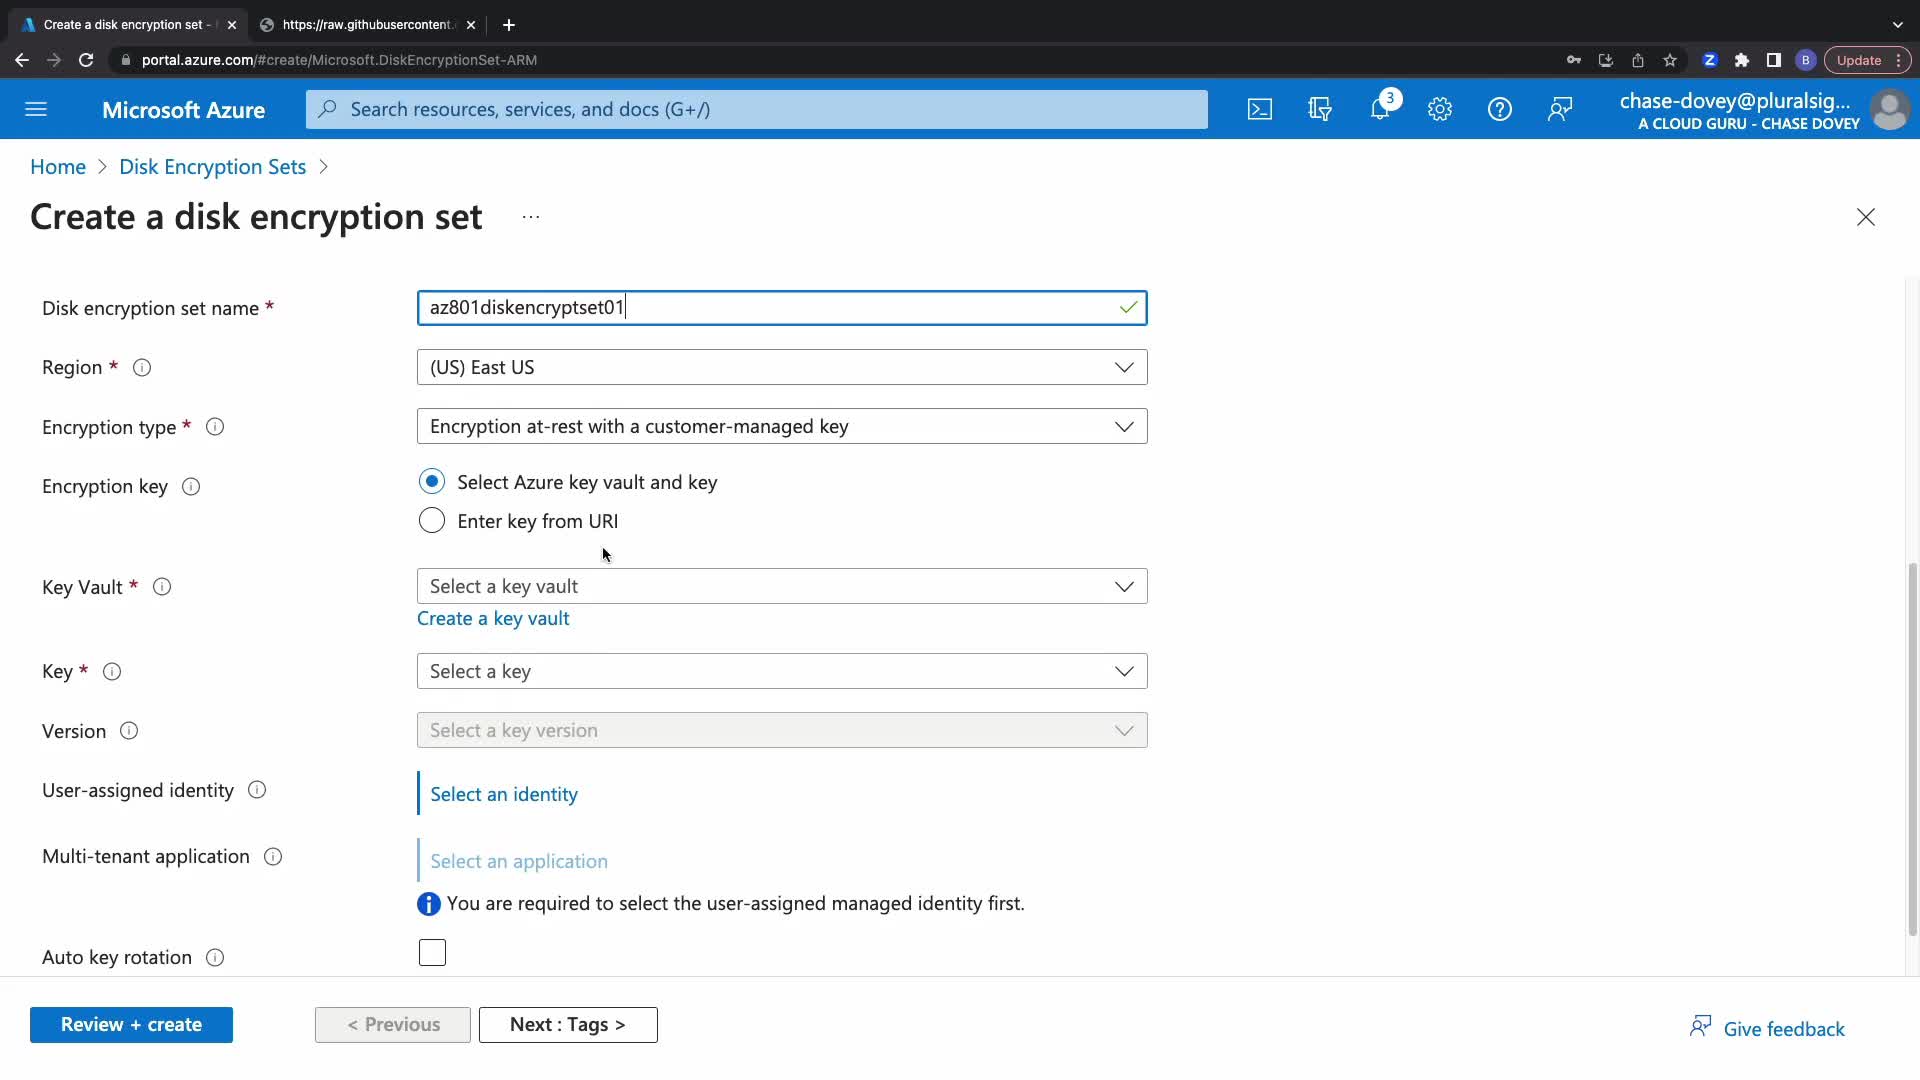 Create a disk encryption set -
https://raw.githubusercontent.
portal.azure.com/#create/Microsoft.DiskEncryptionSet-ARM
Z
B
Update
Microsoft Azure
Search resources, services, and docs (G+/)
3
chase-dovey@pluralsig...
A CLOUD GURU - CHASE DOVEY
Home > Disk Encryption Sets >
Create a disk encryption set ...
Disk encryption set name *
az801diskencryptset01
Region *
(US) East US
Encryption type *
Encryption at-rest with a customer-managed key
Encryption key
Select Azure key vault and key
Enter key from URI
Key Vault *
Select a key vault
Create a key vault
Key *
Select a key
Version
Select a key version
User-assigned identity
Select an identity
Multi-tenant application
Select an application
You are required to select the user-assigned managed identity first.
Auto key rotation
Review + create
< Previous
Next : Tags >
Give feedback